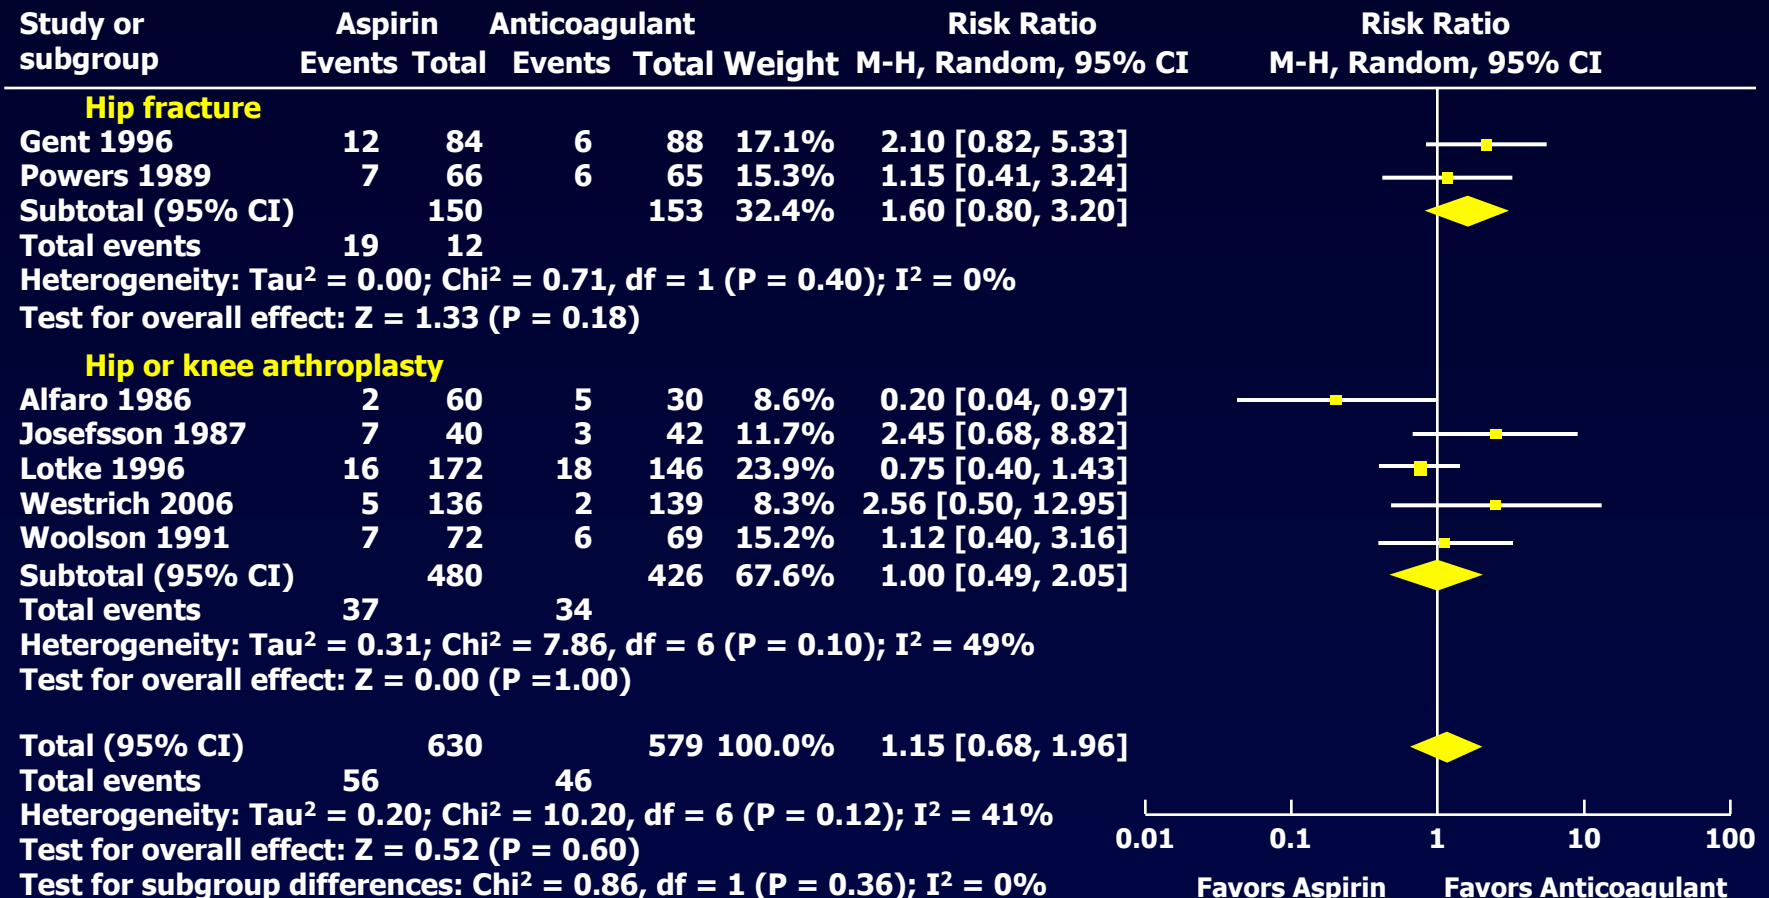 Study or subgroup Aspirin Anticoagulant Risk Ratio Risk Ratio
Events Total Events Total Weight M-H, Random, 95% CI M-H, Random, 95% CI
Hip fracture
Gent 1996 12 84 6 88 17.1% 2.10 [0.82, 5.33]
Powers 1989 7 66 6 65 15.3% 1.15 [0.41, 3.24]
Subtotal (95% CI) 150 153 32.4% 1.60 [0.80, 3.20]
Total events 19 12
Heterogeneity: Tau² = 0.00; Chi² = 0.71, df = 1 (P = 0.40); I² = 0%
Test for overall effect: Z = 1.33 (P = 0.18)
Hip or knee arthroplasty
Alfaro 1986 2 60 5 30 8.6% 0.20 [0.04, 0.97]
Josefsson 1987 7 40 3 42 11.7% 2.45 [0.68, 8.82]
Lotke 1996 16 172 18 146 23.9% 0.75 [0.40, 1.43]
Westrich 2006 5 136 2 139 8.3% 2.56 [0.50, 12.95]
Woolson 1991 7 72 6 69 15.2% 1.12 [0.40, 3.16]
Subtotal (95% CI) 480 426 67.6% 1.00 [0.49, 2.05]
Total events 37 34
Heterogeneity: Tau² = 0.31; Chi² = 7.86, df = 6 (P = 0.10); I² = 49%
Test for overall effect: Z = 0.00 (P =1.00)
Total (95% CI) 630 579 100.0% 1.15 [0.68, 1.96]
Total events 56 46
Heterogeneity: Tau² = 0.20; Chi² = 10.20, df = 6 (P = 0.12); I² = 41%
Test for overall effect: Z = 0.52 (P = 0.60)
Test for subgroup differences: Chi² = 0.86, df = 1 (P = 0.36); I² = 0%
0.01 0.1 1 10 100
Favors Aspirin Favors Anticoagulant